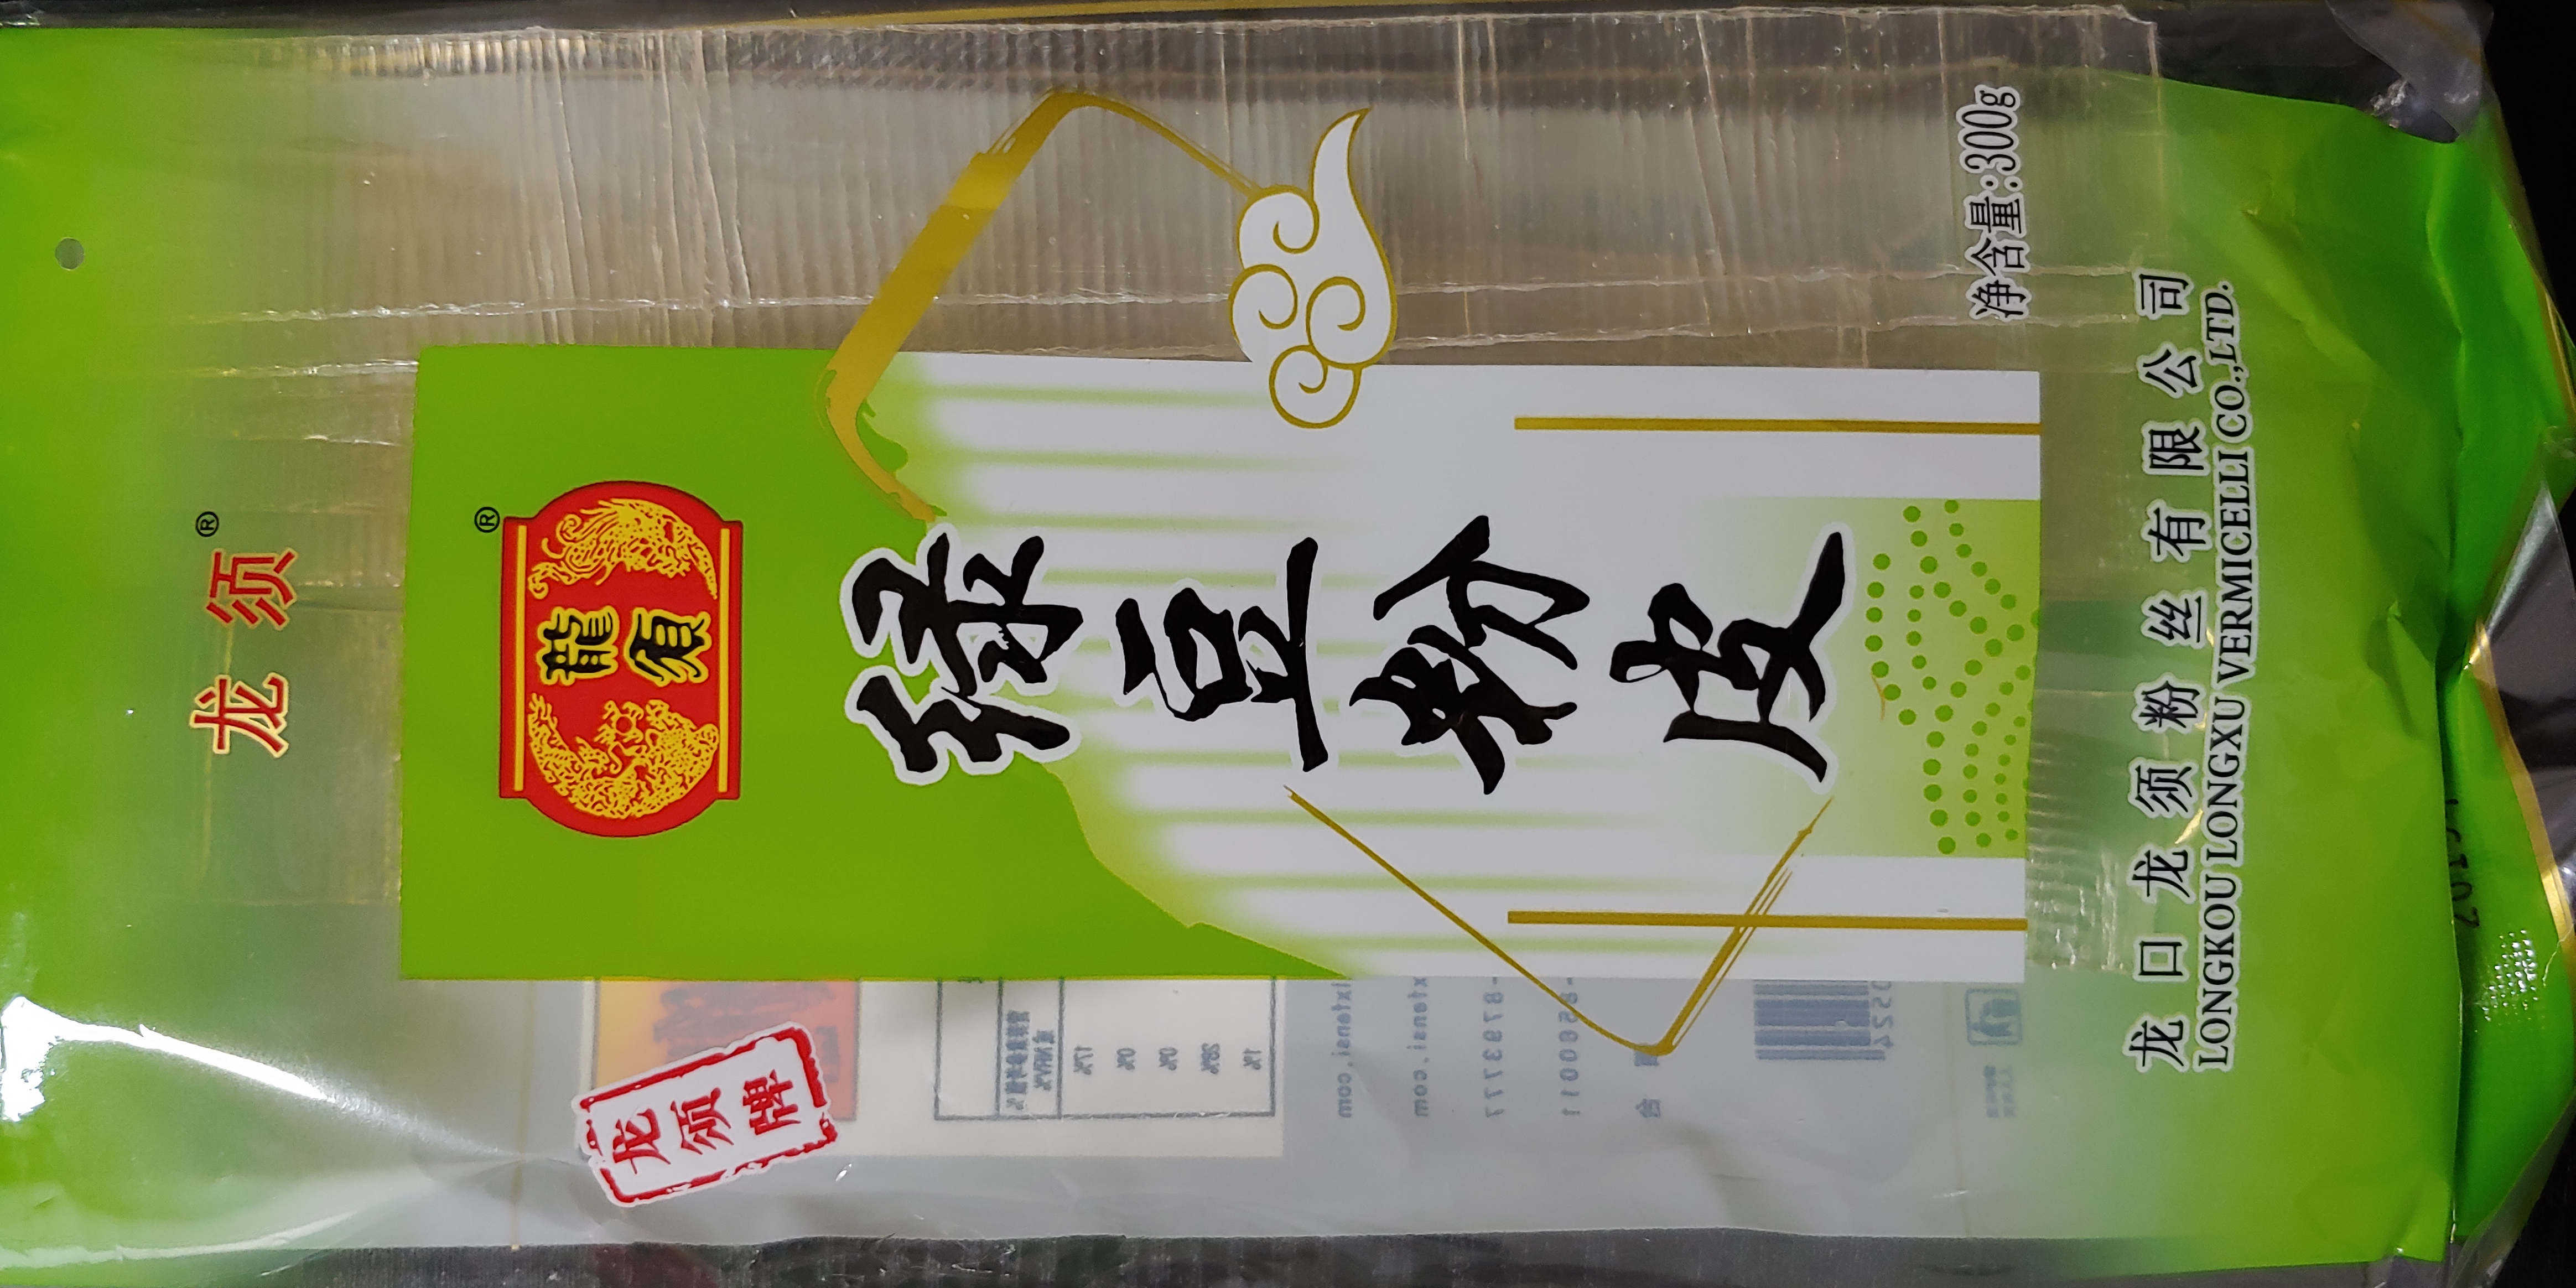 龙须®
®
龍須
绿豆粉皮
龙须牌
净含量:300g
龙口龙须粉丝有限公司
LONGKOU LONGXU VERMICELLI CO.,LTD.